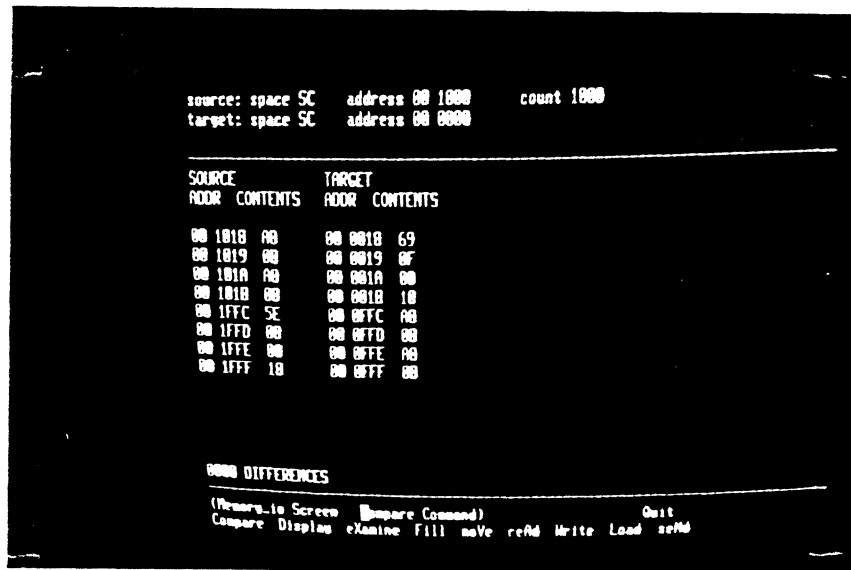 source: space SC address 00 1000 count 1000
target: space SC address 00 0000
SOURCE TARGET
ADDR CONTENTS ADDR CONTENTS
00 1018 A0 00 0018 69
00 1019 00 00 0019 0F
00 101A A0 00 001A 00
00 101B 00 00 001B 10
00 1FFC 5E 00 0FFC A0
00 1FFD 00 00 0FFD 00
00 1FFE 00 00 0FFE A0
00 1FFF 10 00 0FFF 00
DIFFERENCES
(Memory_io Screen Compare Command) Quit
Compare Display eXamine Fill moVe reAd Write Load seNd